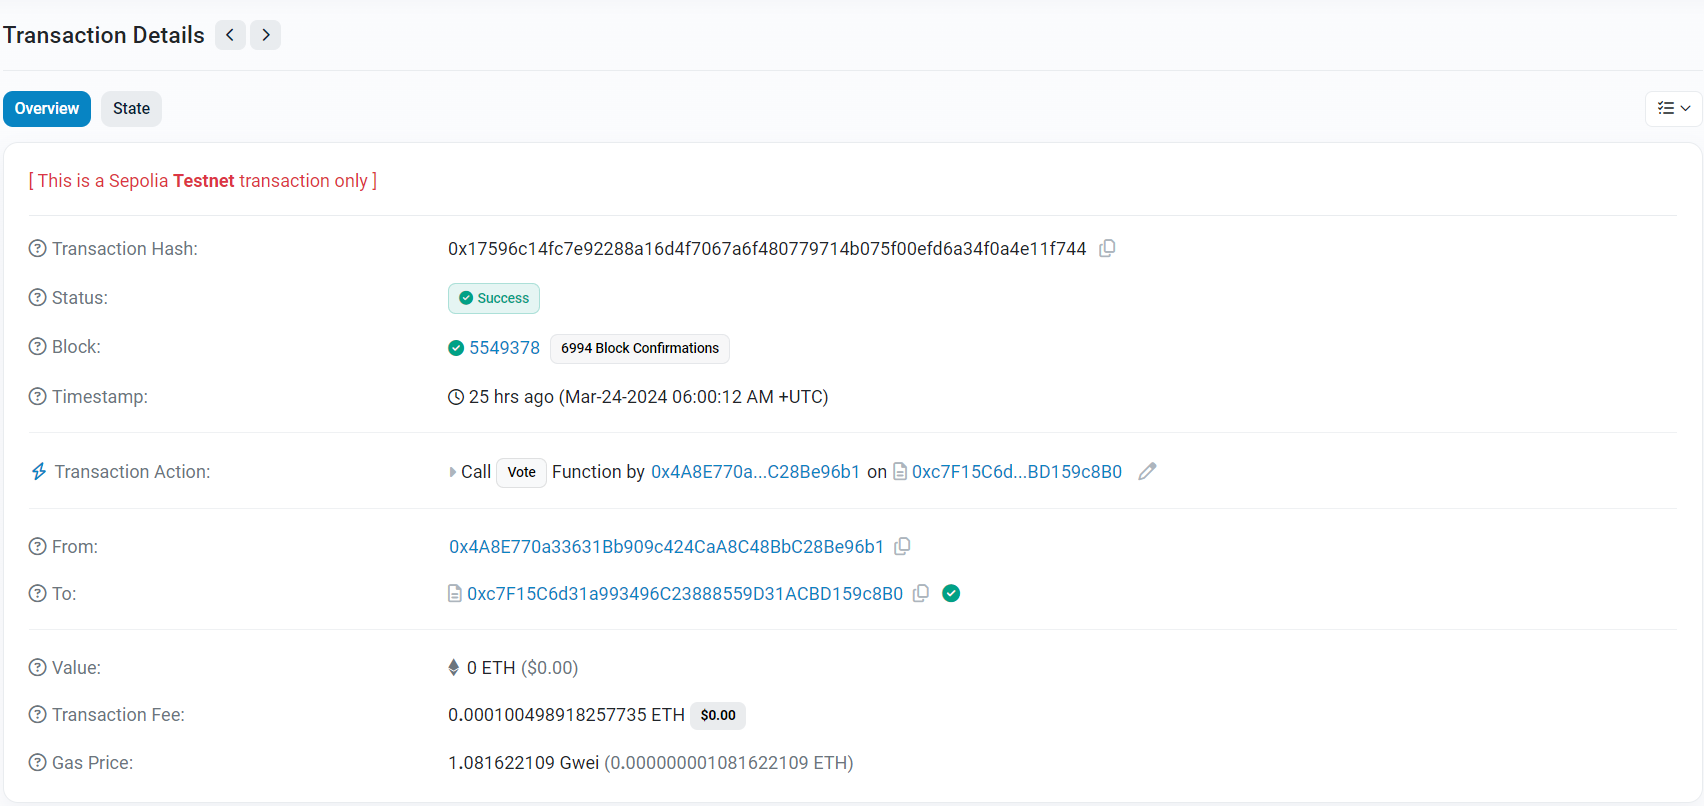 Transaction Details
Overview State
[ This is a Sepolia Testnet transaction only ]
Transaction Hash: 0x17596c14fc7e92288a16d4f7067a6f480779714b075f00efd6a34f0a4e11f744
Status: Success
Block: 5549378 6994 Block Confirmations
Timestamp: 25 hrs ago (Mar-24-2024 06:00:12 AM +UTC)
Transaction Action: Call Vote Function by 0x4A8E770a...C28Be96b1 on 0xc7F15C6d...BD159c8B0
From: 0x4A8E770a33631Bb909c424CaA8C48BbC28Be96b1
To: 0xc7F15C6d31a993496C23888559D31ACBD159c8B0
Value: 0 ETH ($0.00)
Transaction Fee: 0.000100498918257735 ETH $0.00
Gas Price: 1.081622109 Gwei (0.000000001081622109 ETH)